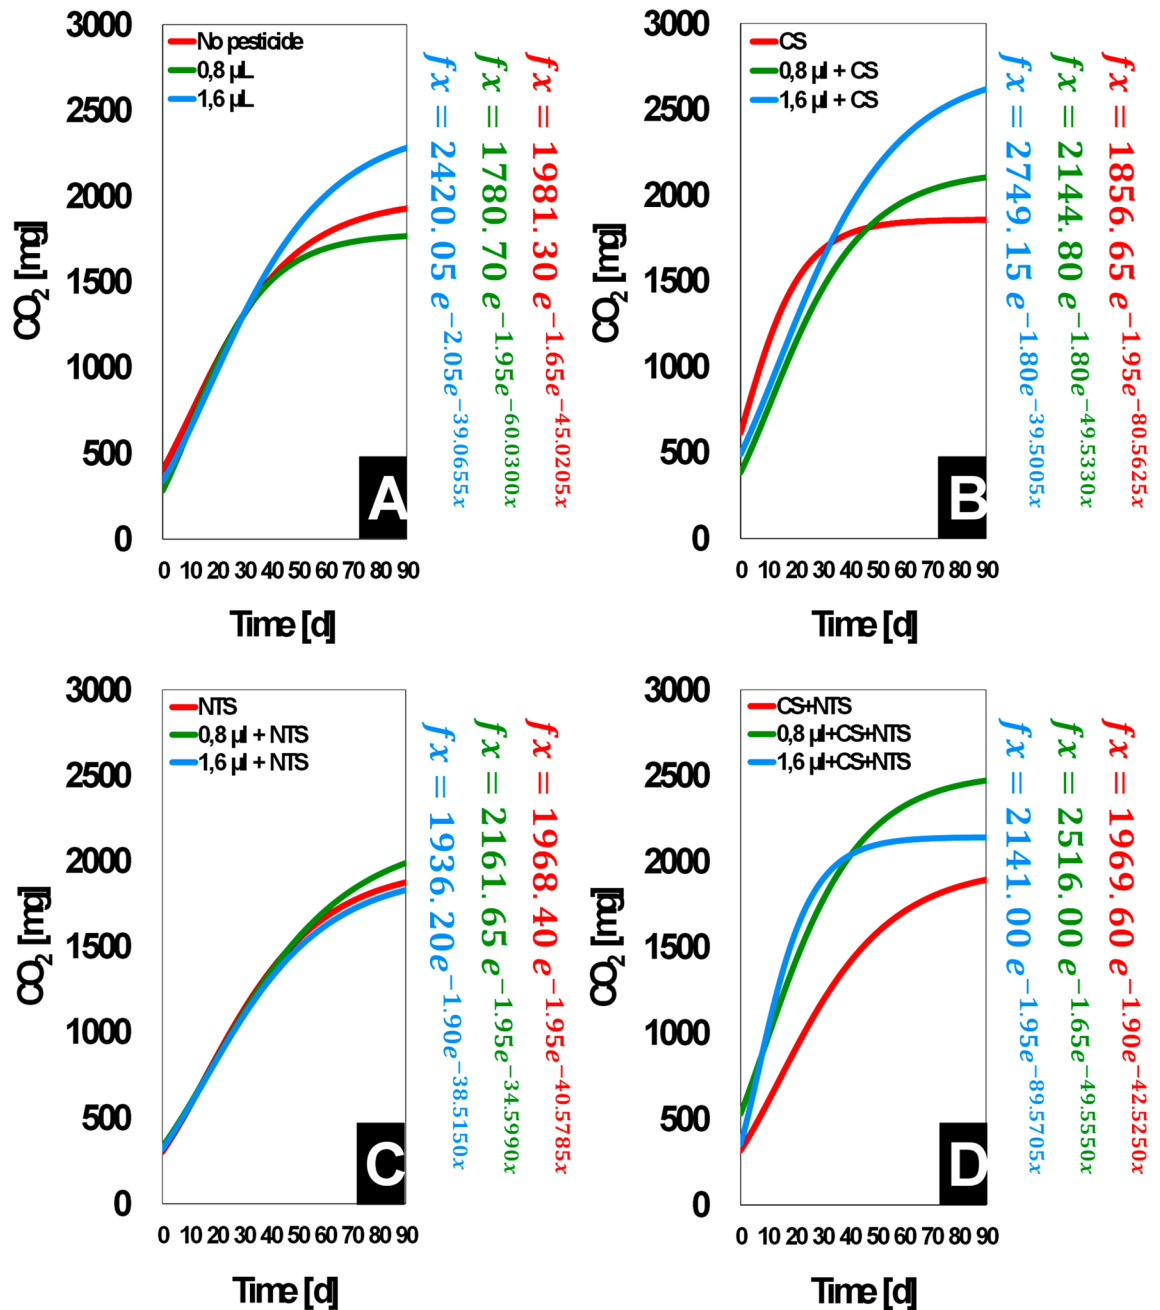 3000
2500
2000
1500
1000
500
0
CO₂ [mg]
No pesticide
0,8 µL
1,6 µL
A
0 10 20 30 40 50 60 70 80 90
Time [d]
fx = 2420.05 e^−2.05e^−39.0655x
fx = 1780.70 e^−1.95e^−60.0300x
fx = 1981.30 e^−1.65e^−45.0205x
3000
2500
2000
1500
1000
500
0
CO₂ [mg]
CS
0,8 µl + CS
1,6 µl + CS
B
0 10 20 30 40 50 60 70 80 90
Time [d]
fx = 2749.15 e^−1.80e^−39.5005x
fx = 2144.80 e^−1.80e^−49.5330x
fx = 1856.65 e^−1.95e^−80.5625x
3000
2500
2000
1500
1000
500
0
CO₂ [mg]
NTS
0,8 µl + NTS
1,6 µl + NTS
C
0 10 20 30 40 50 60 70 80 90
Time [d]
fx = 1936.20e^−1.90e^−38.5150x
fx = 2161.65 e^−1.95e^−34.5990x
fx = 1968.40 e^−1.95e^−40.5785x
3000
2500
2000
1500
1000
500
0
CO₂ [mg]
CS+NTS
0,8 µl+CS+NTS
1,6 µl+CS+NTS
D
0 10 20 30 40 50 60 70 80 90
Time [d]
fx = 2141.00 e^−1.95e^−89.5705x
fx = 2516.00 e^−1.65e^−49.5550x
fx = 1969.60 e^−1.90e^−42.5250x